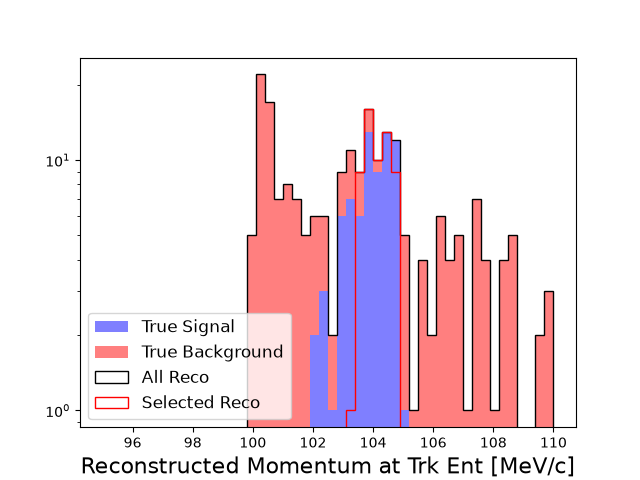 10¹
10⁰
True Signal
True Background
All Reco
Selected Reco
96 98 100 102 104 106 108 110
Reconstructed Momentum at Trk Ent [MeV/c]